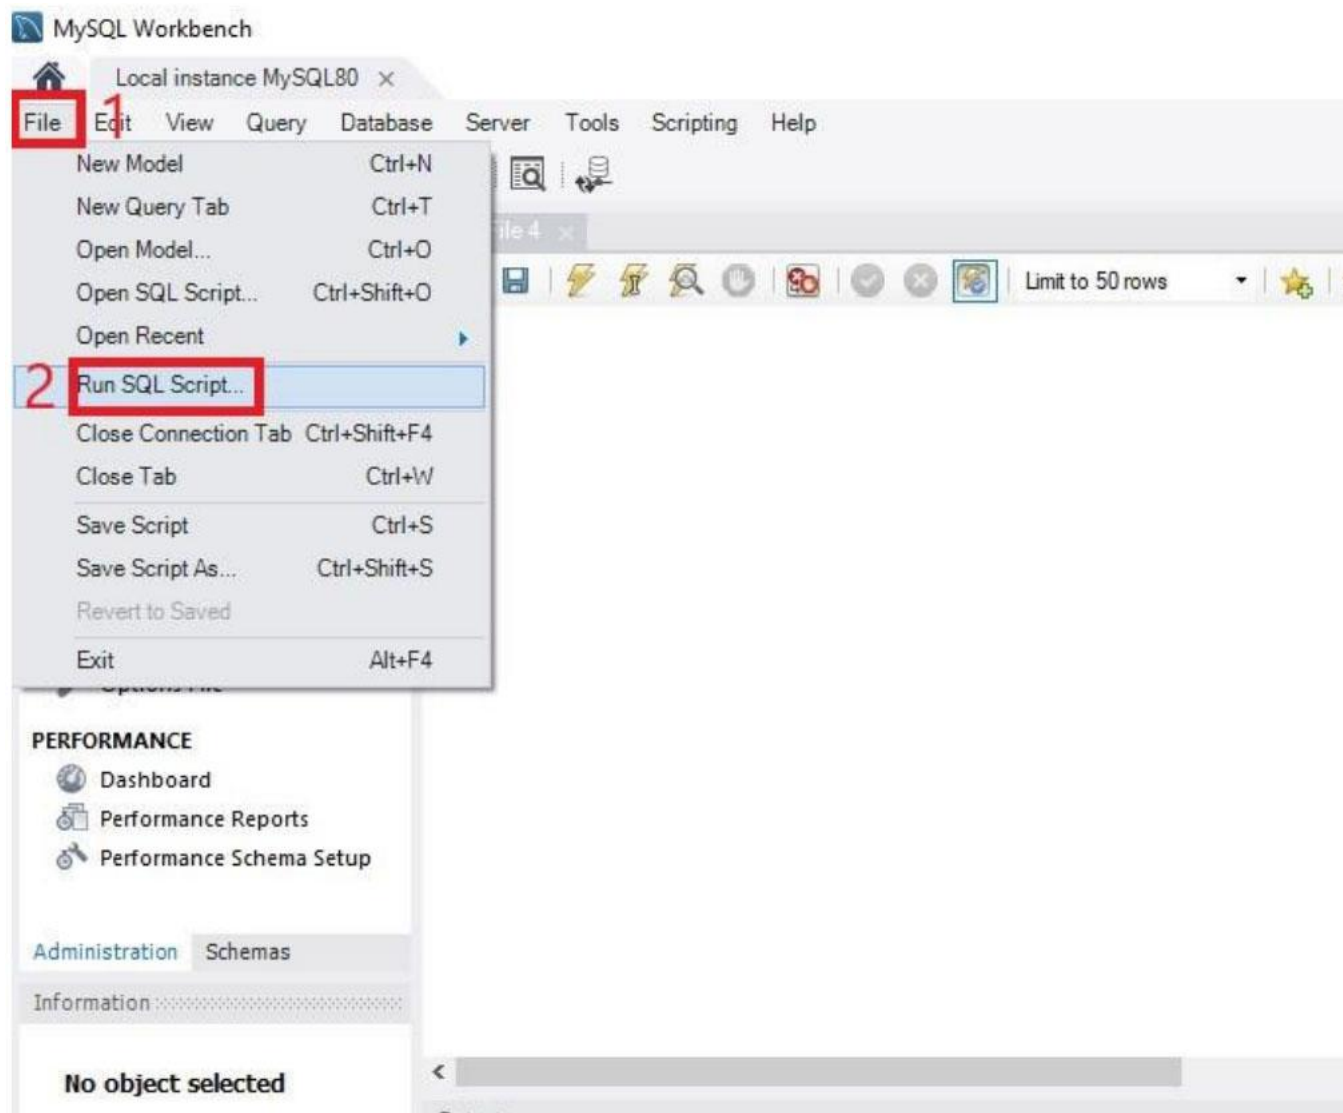 MySQL Workbench
Local instance MySQL80
1
File Edit View Query Database Server Tools Scripting Help
New Model Ctrl+N
New Query Tab Ctrl+T
File 4
Open Model... Ctrl+O
Open SQL Script... Ctrl+Shift+O
Limit to 50 rows
Open Recent
2 Run SQL Script...
Close Connection Tab Ctrl+Shift+F4
Close Tab Ctrl+W
Save Script Ctrl+S
Save Script As... Ctrl+Shift+S
Revert to Saved
Exit Alt+F4
Options File
PERFORMANCE
Dashboard
Performance Reports
Performance Schema Setup
Administration Schemas
Information
No object selected